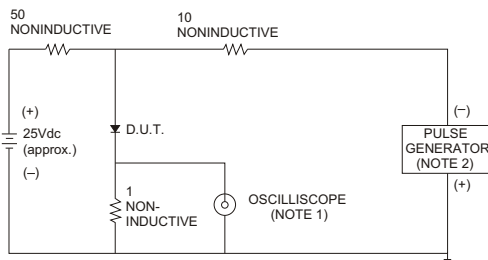 50
NONINDUCTIVE
10
NONINDUCTIVE
(+)
25Vdc
(approx.)
(–)
D.U.T.
1
NON-
INDUCTIVE
OSCILLISCOPE
(NOTE 1)
(–)
PULSE
GENERATOR
(NOTE 2)
(+)